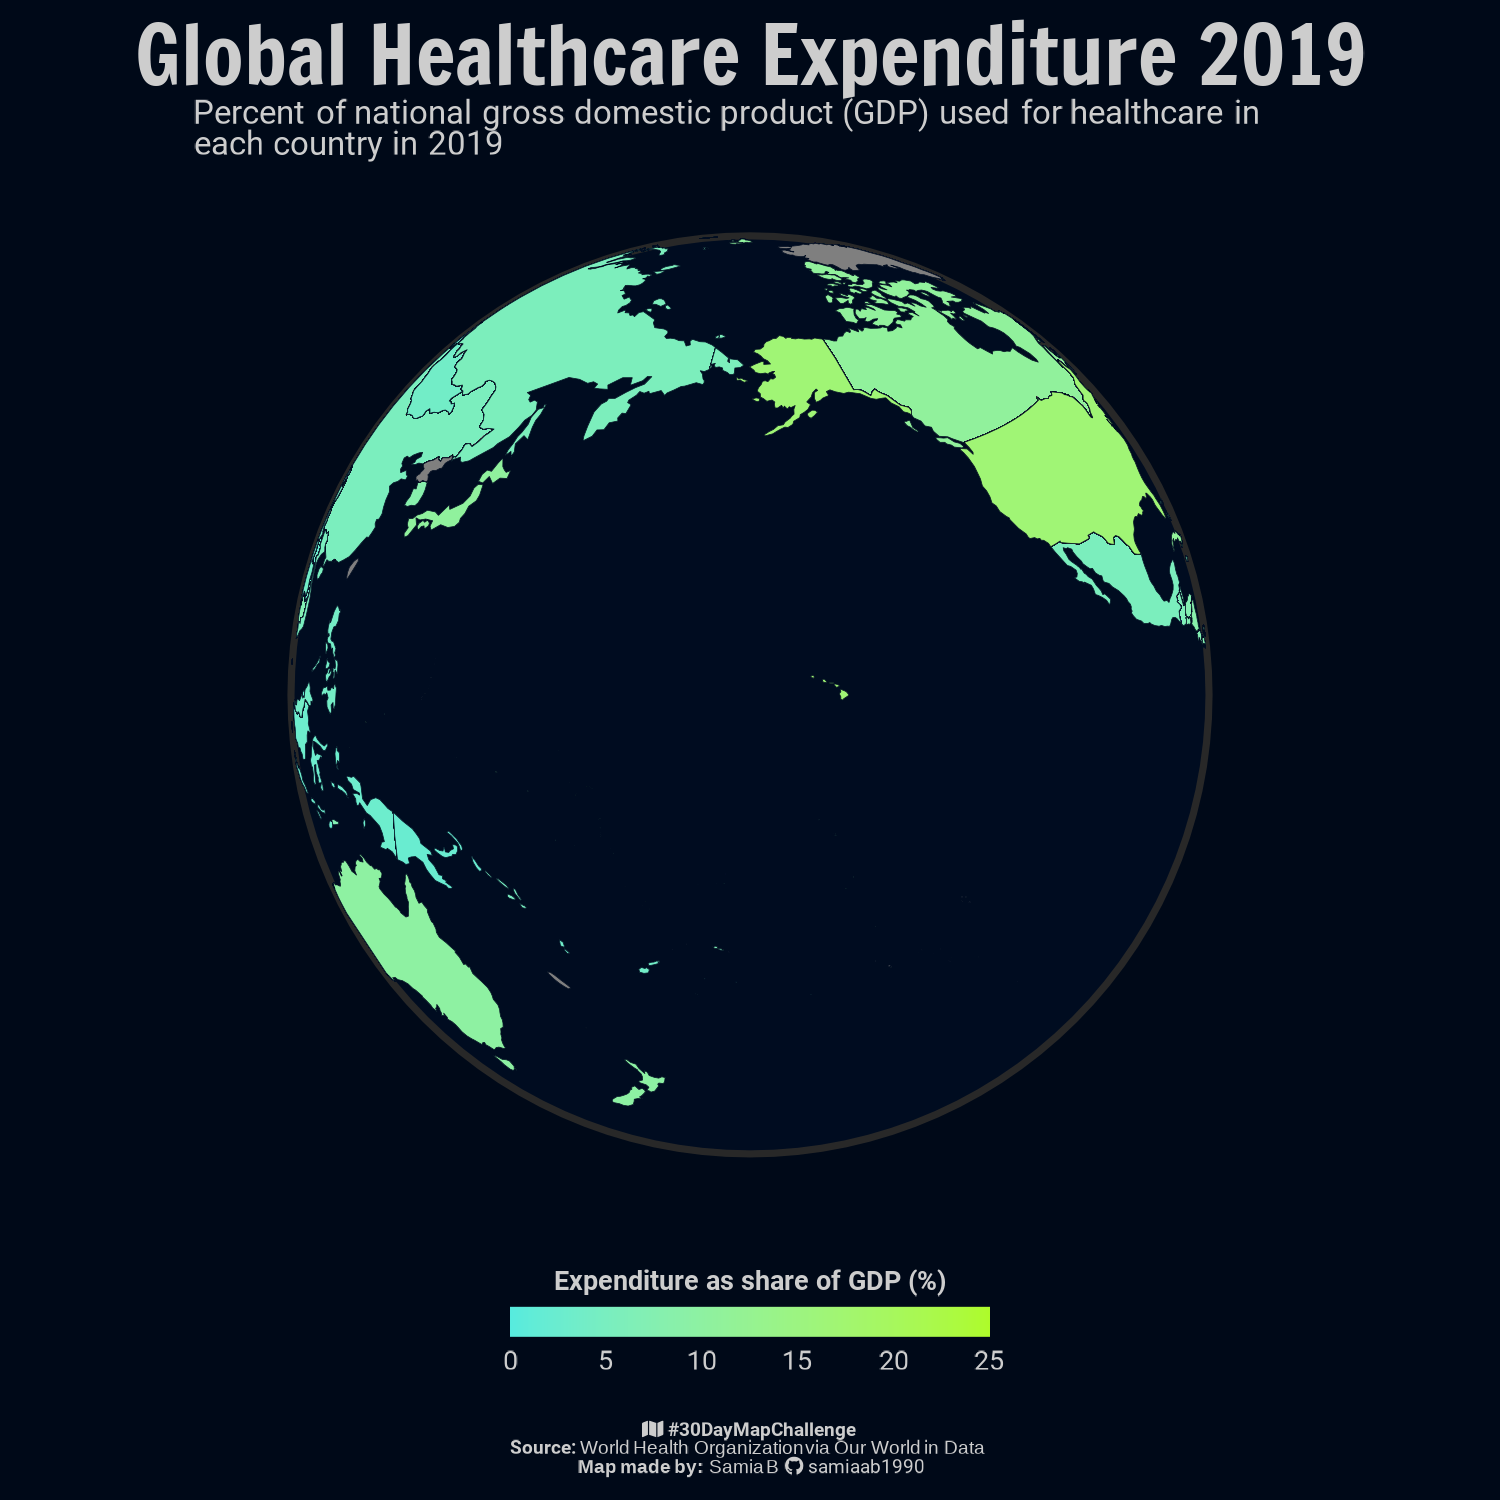 Global Healthcare Expenditure 2019
Percent of national gross domestic product (GDP) used for healthcare in
each country in 2019
Expenditure as share of GDP (%)
0 5 10 15 20 25
#30DayMapChallenge
Source: World Health Organization via Our World in Data
Map made by: Samia B samiaab1990